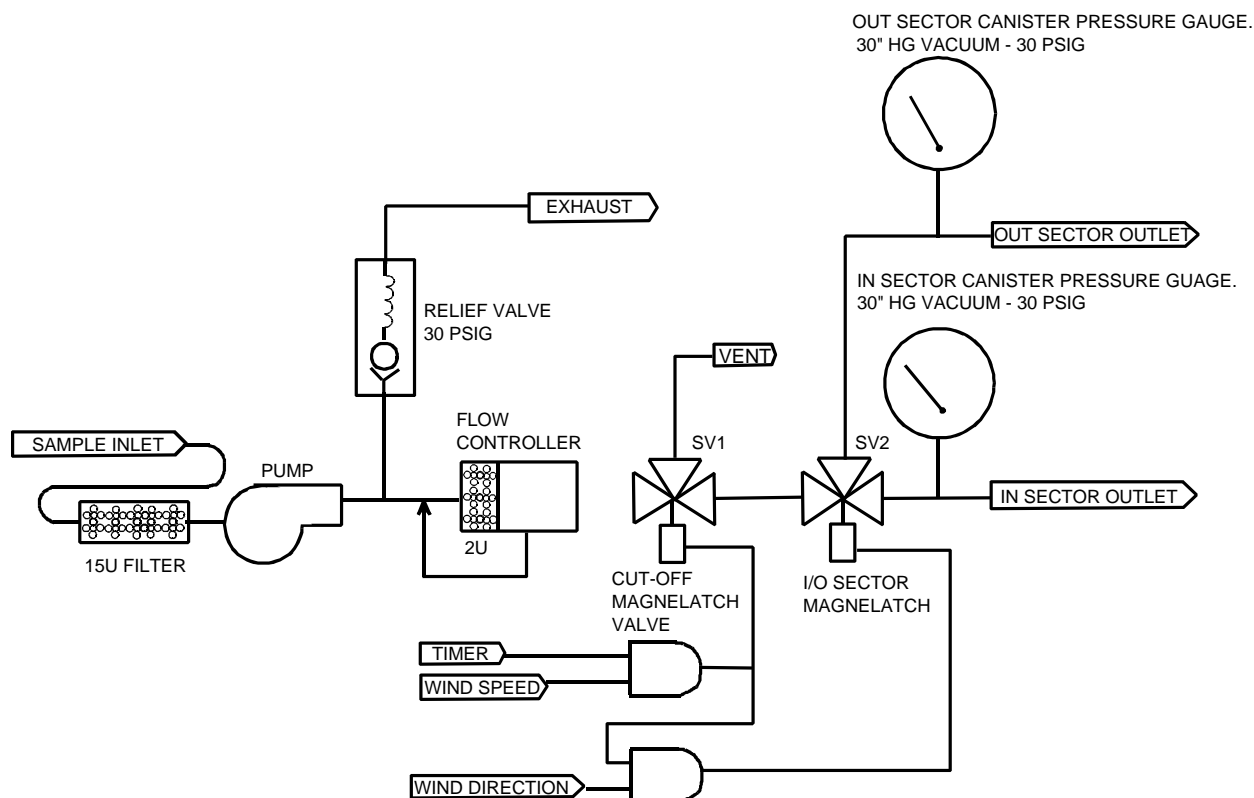 OUT SECTOR CANISTER PRESSURE GAUGE.
30" HG VACUUM - 30 PSIG
EXHAUST
OUT SECTOR OUTLET
IN SECTOR CANISTER PRESSURE GUAGE.
30" HG VACUUM - 30 PSIG
RELIEF VALVE
30 PSIG
VENT
FLOW
CONTROLLER
SAMPLE INLET
SV1
SV2
PUMP
IN SECTOR OUTLET
2U
15U FILTER
CUT-OFF
MAGNELATCH
VALVE
I/O SECTOR
MAGNELATCH
TIMER
WIND SPEED
WIND DIRECTION